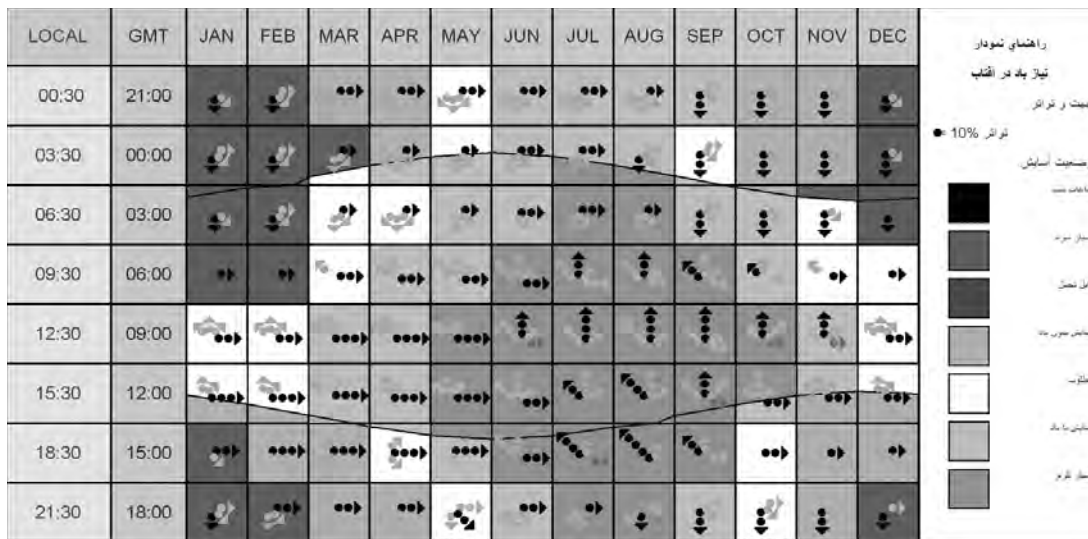 LOCAL GMT JAN FEB MAR APR MAY JUN JUL AUG SEP OCT NOV DEC
00:30 21:00
03:30 00:00
06:30 03:00
09:30 06:00
12:30 09:00
15:30 12:00
18:30 15:00
21:30 18:00
راهنمای نمودار
نیاز باد در آفتاب
و تواتر
تواتر 10%
آسایش